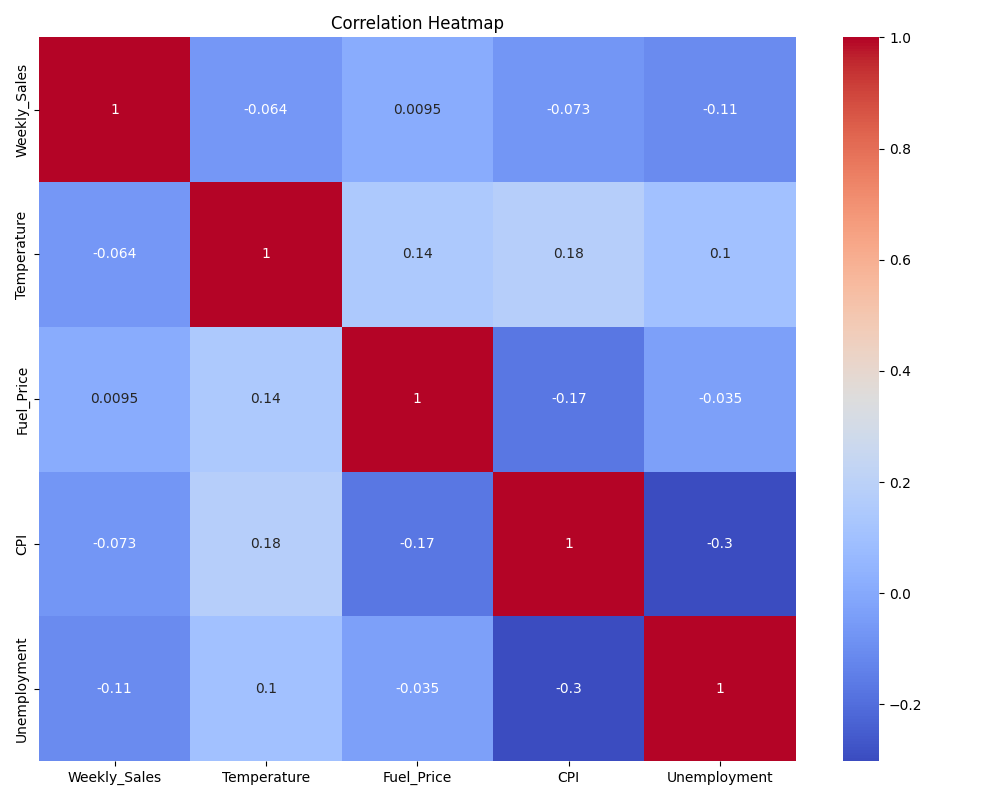 Correlation Heatmap
Weekly_Sales
1
-0.064
0.0095
-0.073
-0.11
Temperature
-0.064
1
0.14
0.18
0.1
Fuel_Price
0.0095
0.14
1
-0.17
-0.035
CPI
-0.073
0.18
-0.17
1
-0.3
Unemployment
-0.11
0.1
-0.035
-0.3
1
Weekly_Sales
Temperature
Fuel_Price
CPI
Unemployment
1.0
0.8
0.6
0.4
0.2
0.0
−0.2